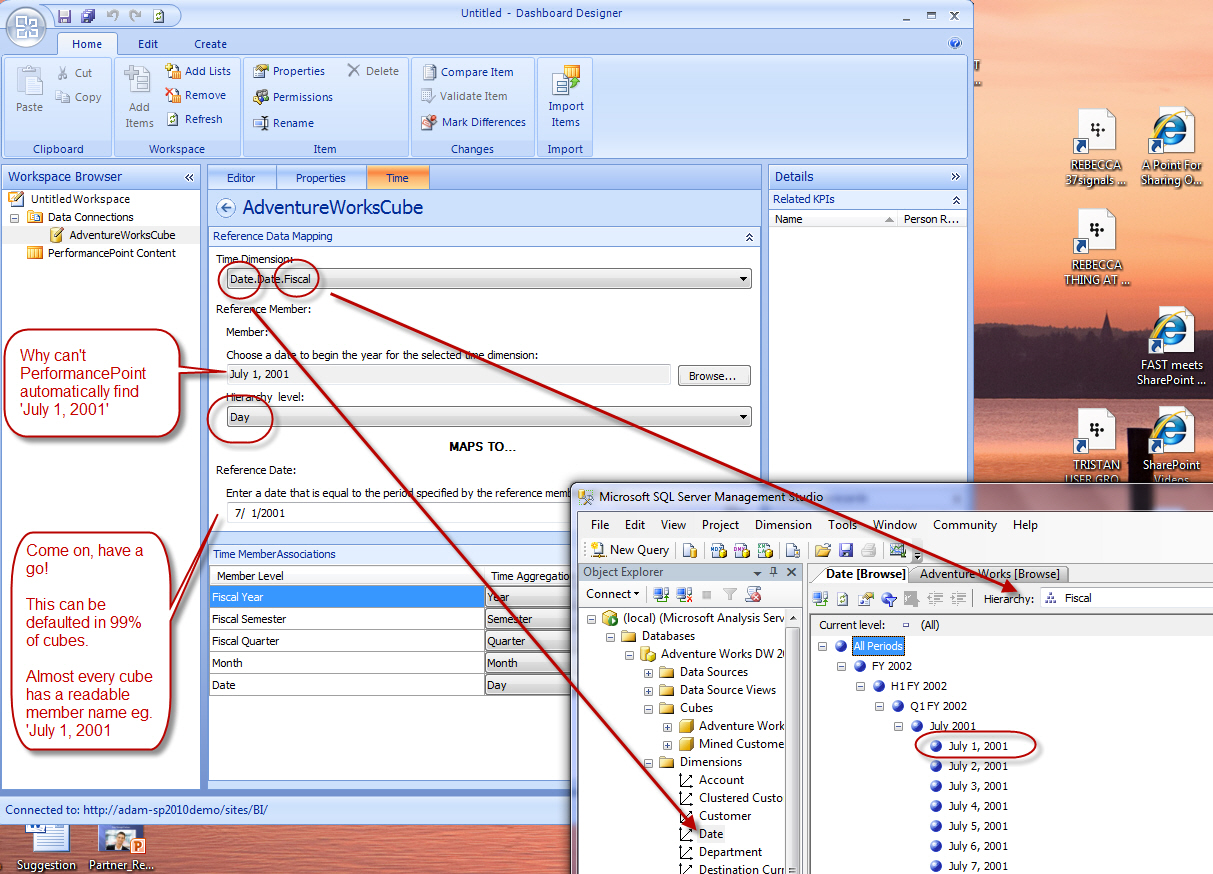 Untitled - Dashboard Designer
Home
Edit
Create
Paste
Cut
Copy
Clipboard
Add Items
Add Lists
Remove
Refresh
Workspace
Properties
Delete
Permissions
Rename
Item
Compare Item
Validate Item
Mark Differences
Changes
Import Items
Import
Workspace Browser «
Untitled Workspace
Data Connections
AdventureWorksCube
PerformancePoint Content
Editor
Properties
Time
AdventureWorksCube
Reference Data Mapping
Time Dimension:
Date.Date.Fiscal
Reference Member:
Member:
Choose a date to begin the year for the selected time dimension:
July 1, 2001
Browse...
Hierarchy level:
Day
MAPS TO...
Reference Date:
Enter a date that is equal to the period specified by the reference memb
7/ 1/2001
Time Member Associations
Member Level
Time Aggregatio
Fiscal Year
Year
Fiscal Semester
Semester
Fiscal Quarter
Quarter
Month
Month
Date
Day
Details »
Related KPIs
Name
Person R...
Why can't
PerformancePoint
automatically find
'July 1, 2001'
Come on, have a
go!
This can be
defaulted in 99%
of cubes.
Almost every cube
has a readable
member name eg.
'July 1, 2001
Connected to: http://adam-sp2010demo/sites/BI/
Suggestion
Partner_Re...
REBECCA
37signals ...
A Point For
Sharing O...
REBECCA
THING AT ...
FAST meets
SharePoint ...
TRISTAN
USER GRO...
SharePoint
Videos
Microsoft SQL Server Management Studio
File
Edit
View
Project
Dimension
Tools
Window
Community
Help
New Query
MDX
DMX
Object Explorer
Connect
(local) (Microsoft Analysis Serv
Databases
Adventure Works DW 20
Data Sources
Data Source Views
Cubes
Adventure Work
Mined Custome
Dimensions
Account
Clustered Custo
Customer
Date
Department
Destination Curr
Date [Browse]
Adventure Works [Browse]
Hierarchy:
Fiscal
Current level:
(All)
All Periods
FY 2002
H1 FY 2002
Q1 FY 2002
July 2001
July 1, 2001
July 2, 2001
July 3, 2001
July 4, 2001
July 5, 2001
July 6, 2001
July 7, 2001